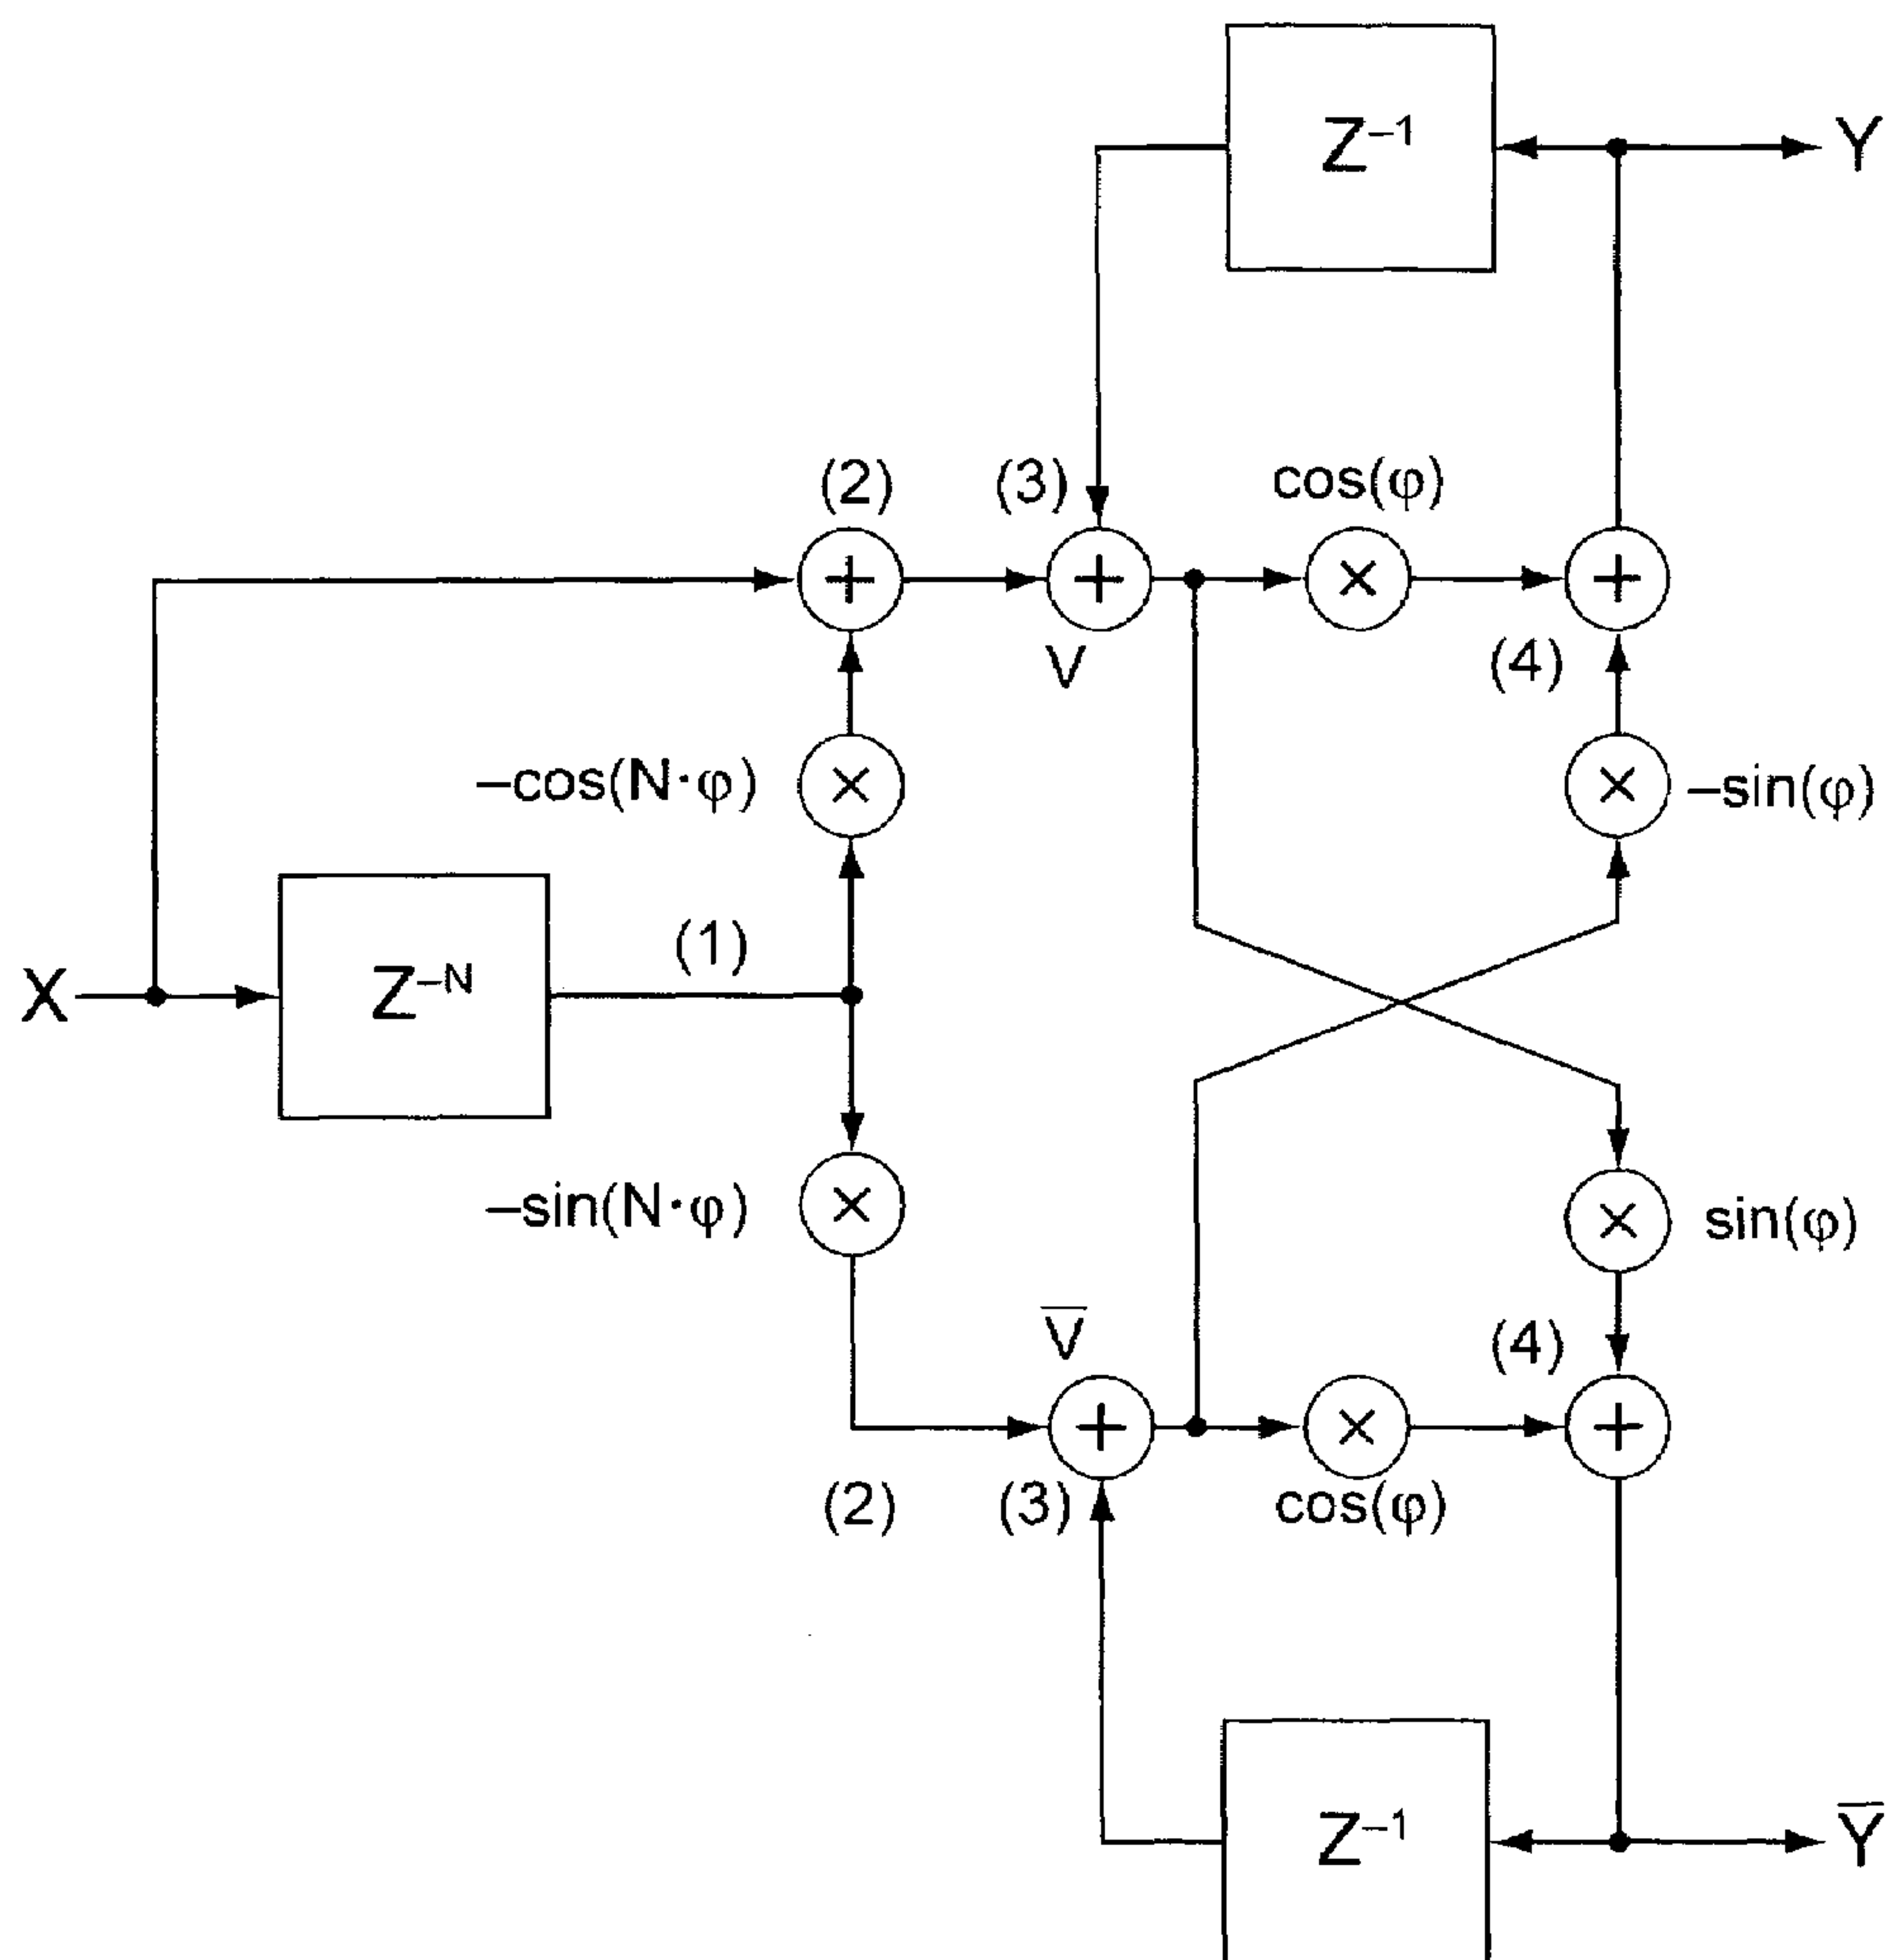 Z⁻¹
Y
(2)
(3)
cos(φ)
+
+
×
+
V
(4)
–cos(N·φ)
×
×
–sin(φ)
(1)
X
Z⁻ᴺ
–sin(N·φ)
×
×
sin(φ)
V̅
(4)
+
×
+
(2)
(3)
cos(φ)
Z⁻¹
Y̅